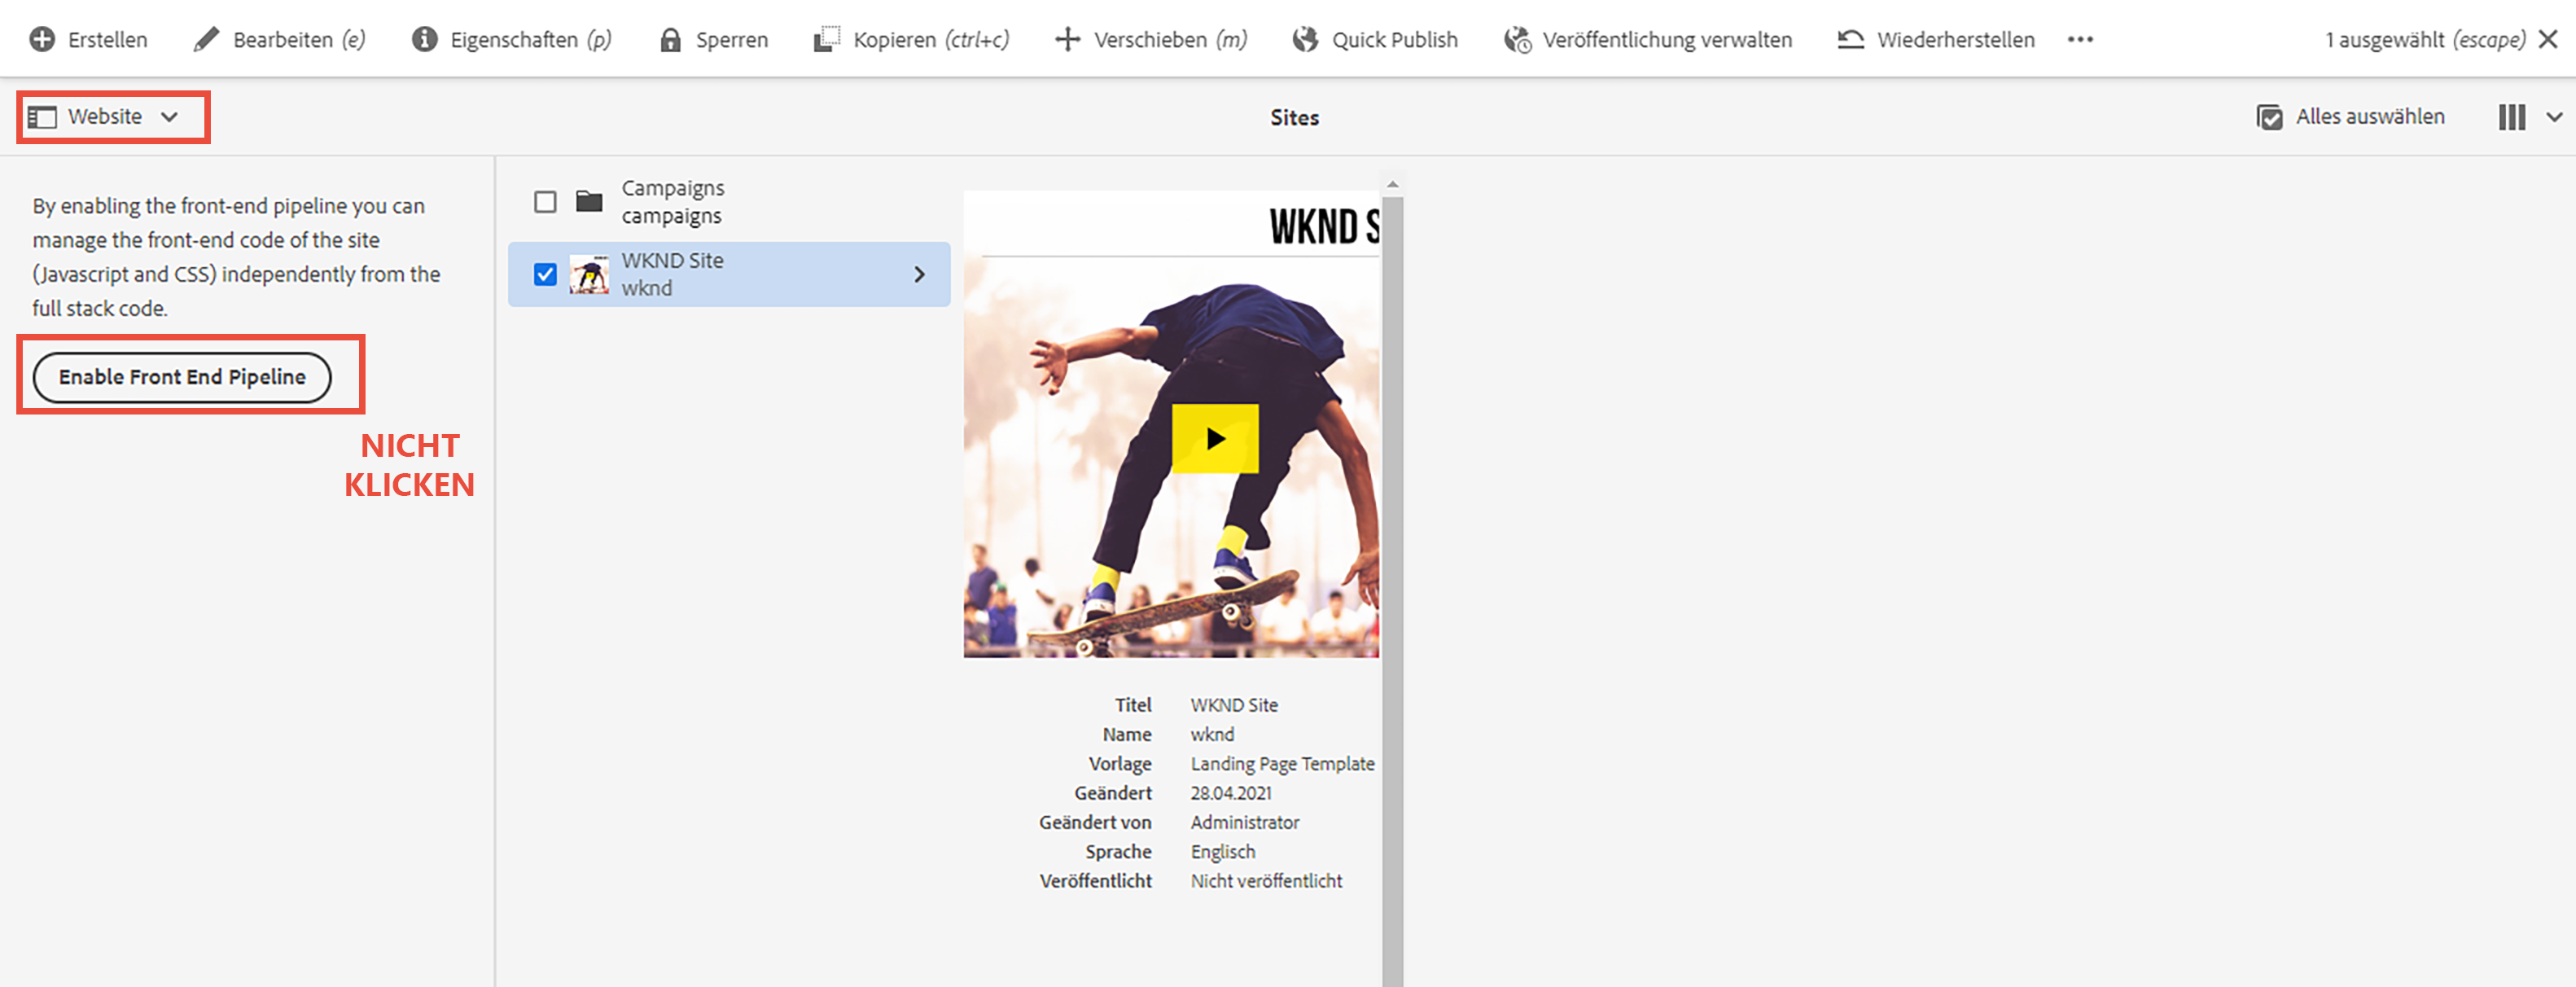 Erstellen Bearbeiten (e) Eigenschaften (p) Sperren Kopieren (ctrl+c) Verschieben (m) Quick Publish Veröffentlichung verwalten Wiederherstellen 1 ausgewählt (escape)
Website Sites Alles auswählen
By enabling the front-end pipeline you can
manage the front-end code of the site
(Javascript and CSS) independently from the
full stack code.
Enable Front End Pipeline
NICHT
KLICKEN
Campaigns
campaigns
WKND Site
wknd
WKND S
Titel WKND Site
Name wknd
Vorlage Landing Page Template
Geändert 28.04.2021
Geändert von Administrator
Sprache Englisch
Veröffentlicht Nicht veröffentlicht